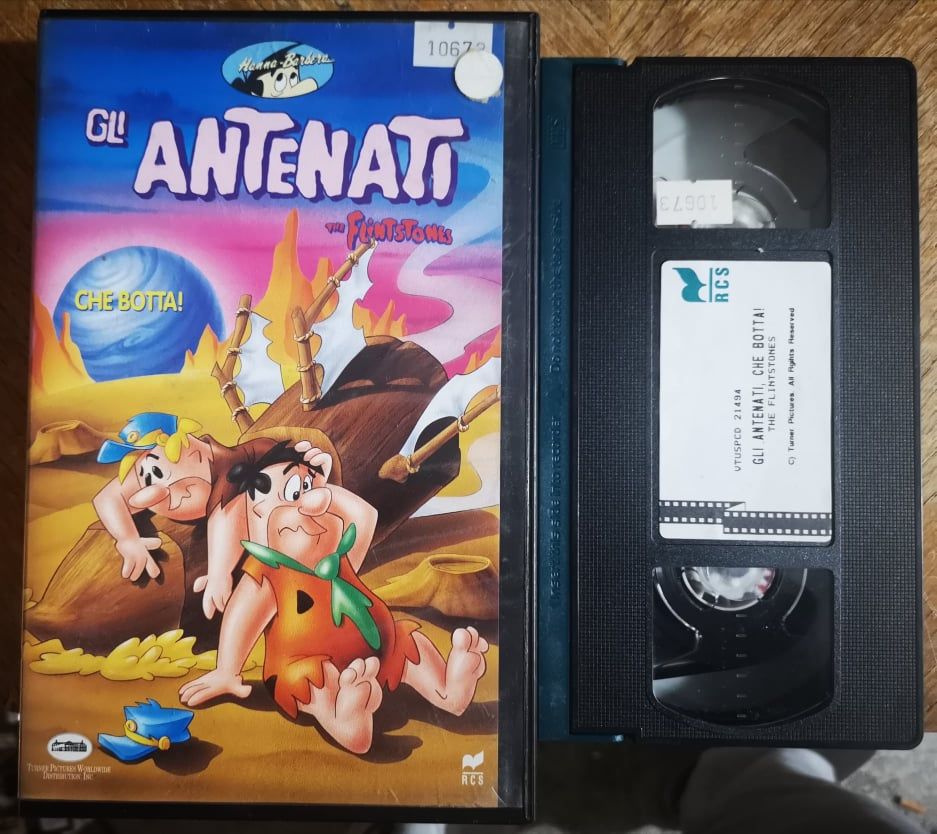 Hanna-Barbera
10673
GLI
ANTENATI
THE FLINTSTONES
CHE BOTTA!
TURNER PICTURES WORLDWIDE
DISTRIBUTION, INC.
RCS
10673
RCS
VTUSPCD 21494
GLI ANTENATI, CHE BOTTA!
THE FLINTSTONES
(C) Turner Pictures. All Rights Reserved